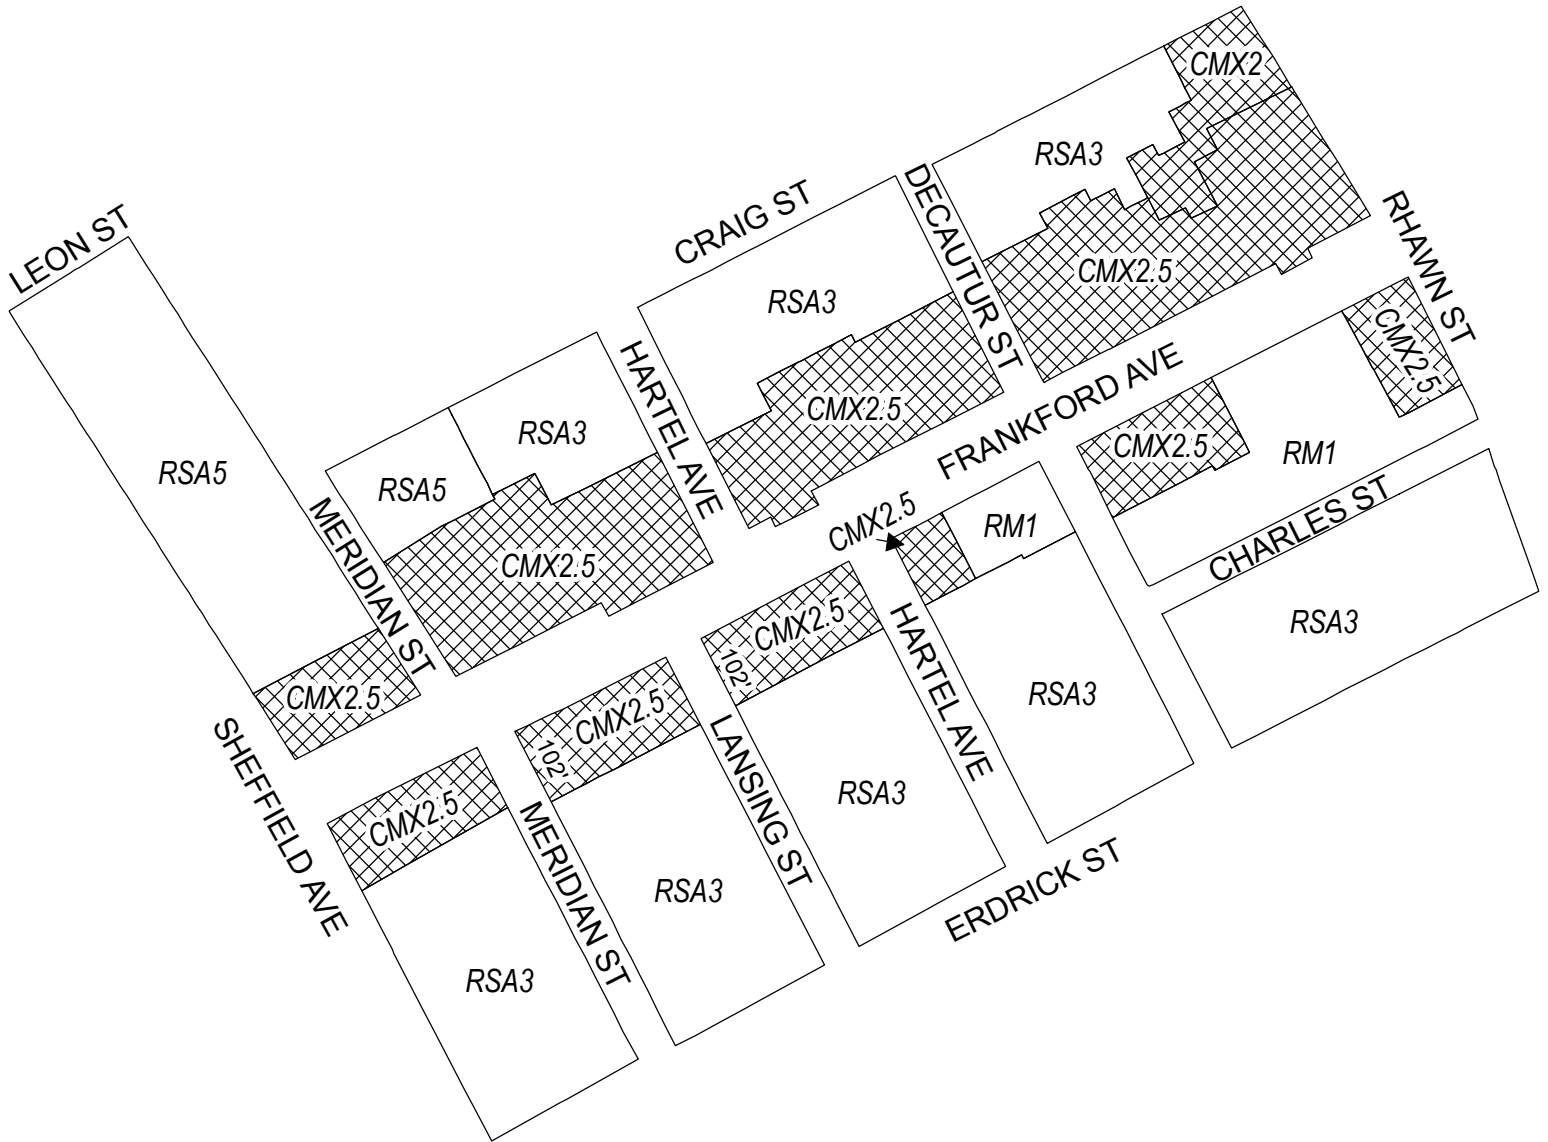 CMX2
RSA3
DECAUTUR ST
RHAWN ST
CRAIG ST
LEON ST
CMX2.5
RSA3
HARTEL AVE
CMX2.5
CMX2.5
FRANKFORD AVE
RSA3
RSA5
RSA5
CMX2.5
RM1
CHARLES ST
CMX2.5
RM1
MERIDIAN ST
CMX2.5
RSA3
CMX2.5
102'
HARTEL AVE
RSA3
CMX2.5
SHEFFIELD AVE
CMX2.5
102'
LANSING ST
RSA3
CMX2.5
MERIDIAN ST
RSA3
ERDRICK ST
RSA3